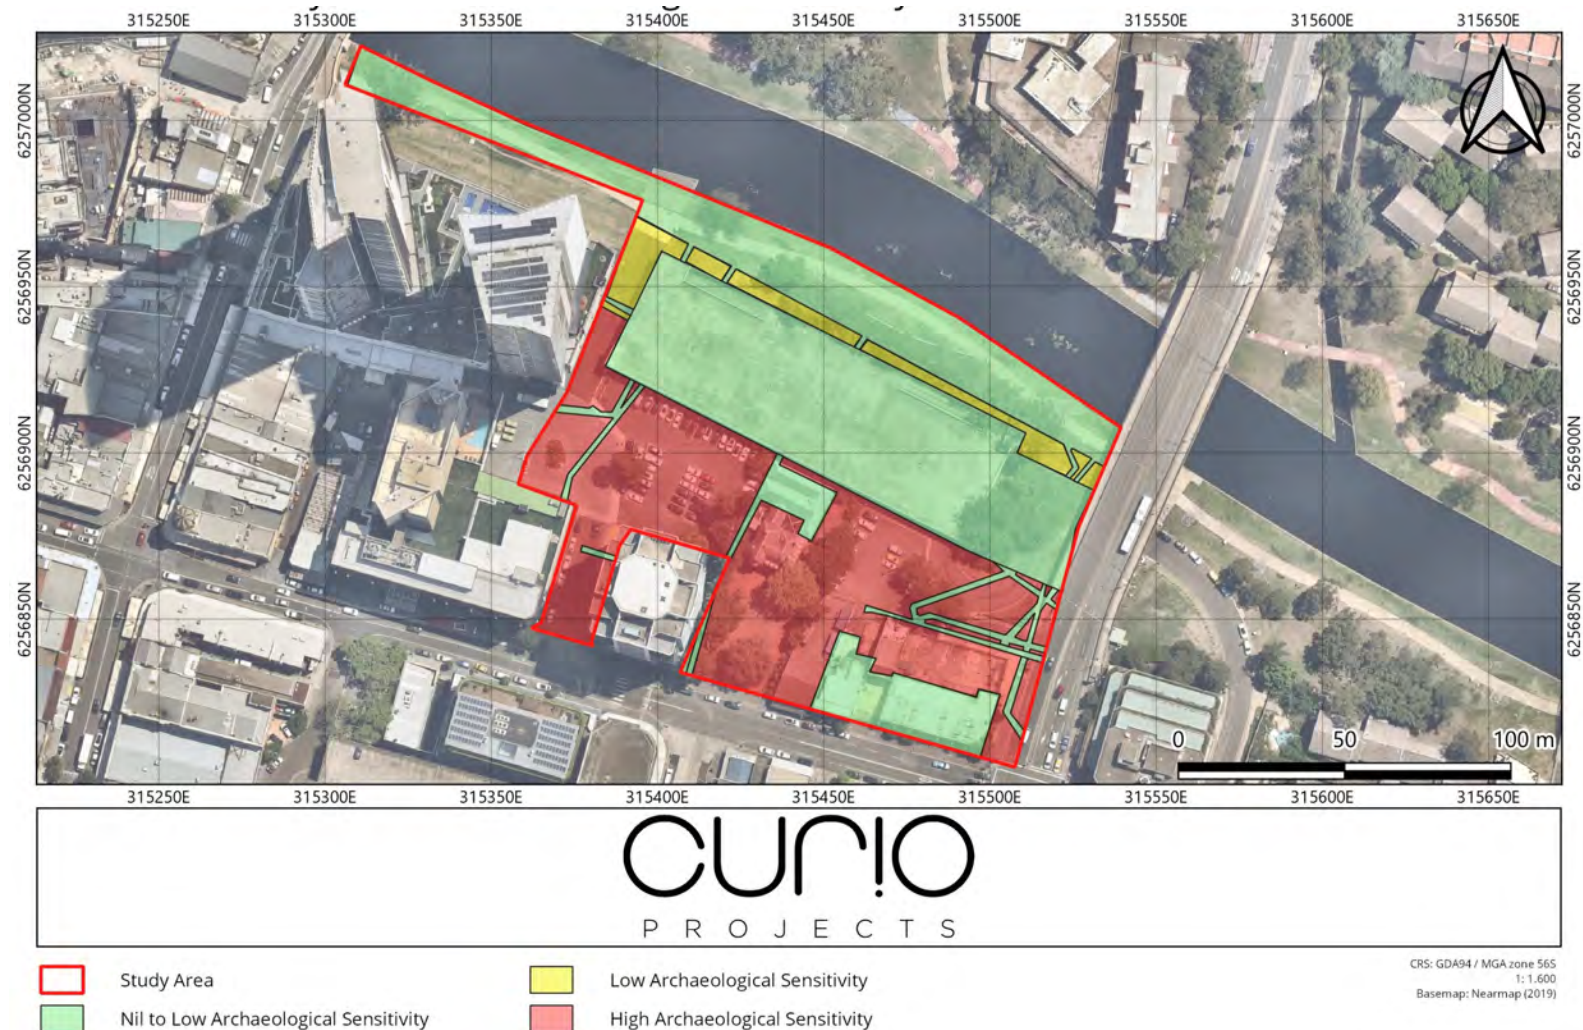 315250E 315300E 315350E 315400E 315450E 315500E 315550E 315600E 315650E
6257000N 6257000N
6256950N 6256950N
6256900N 6256900N
6256850N 6256850N
0 50 100 m
315250E 315300E 315350E 315400E 315450E 315500E 315550E 315600E 315650E
curio
PROJECTS
Study Area
Low Archaeological Sensitivity
Nil to Low Archaeological Sensitivity
High Archaeological Sensitivity
CRS: GDA94 / MGA zone 56S
1: 1.600
Basemap: Nearmap (2019)